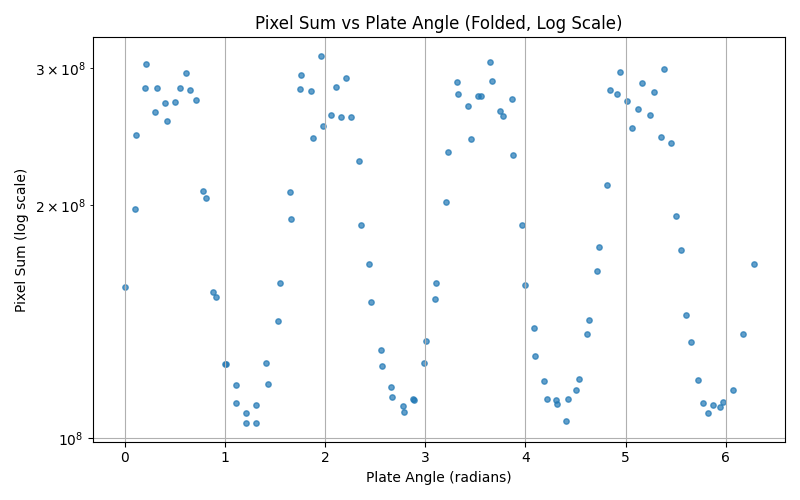 Pixel Sum vs Plate Angle (Folded, Log Scale)
3 × 10⁸
2 × 10⁸
10⁸
Pixel Sum (log scale)
0 1 2 3 4 5 6
Plate Angle (radians)